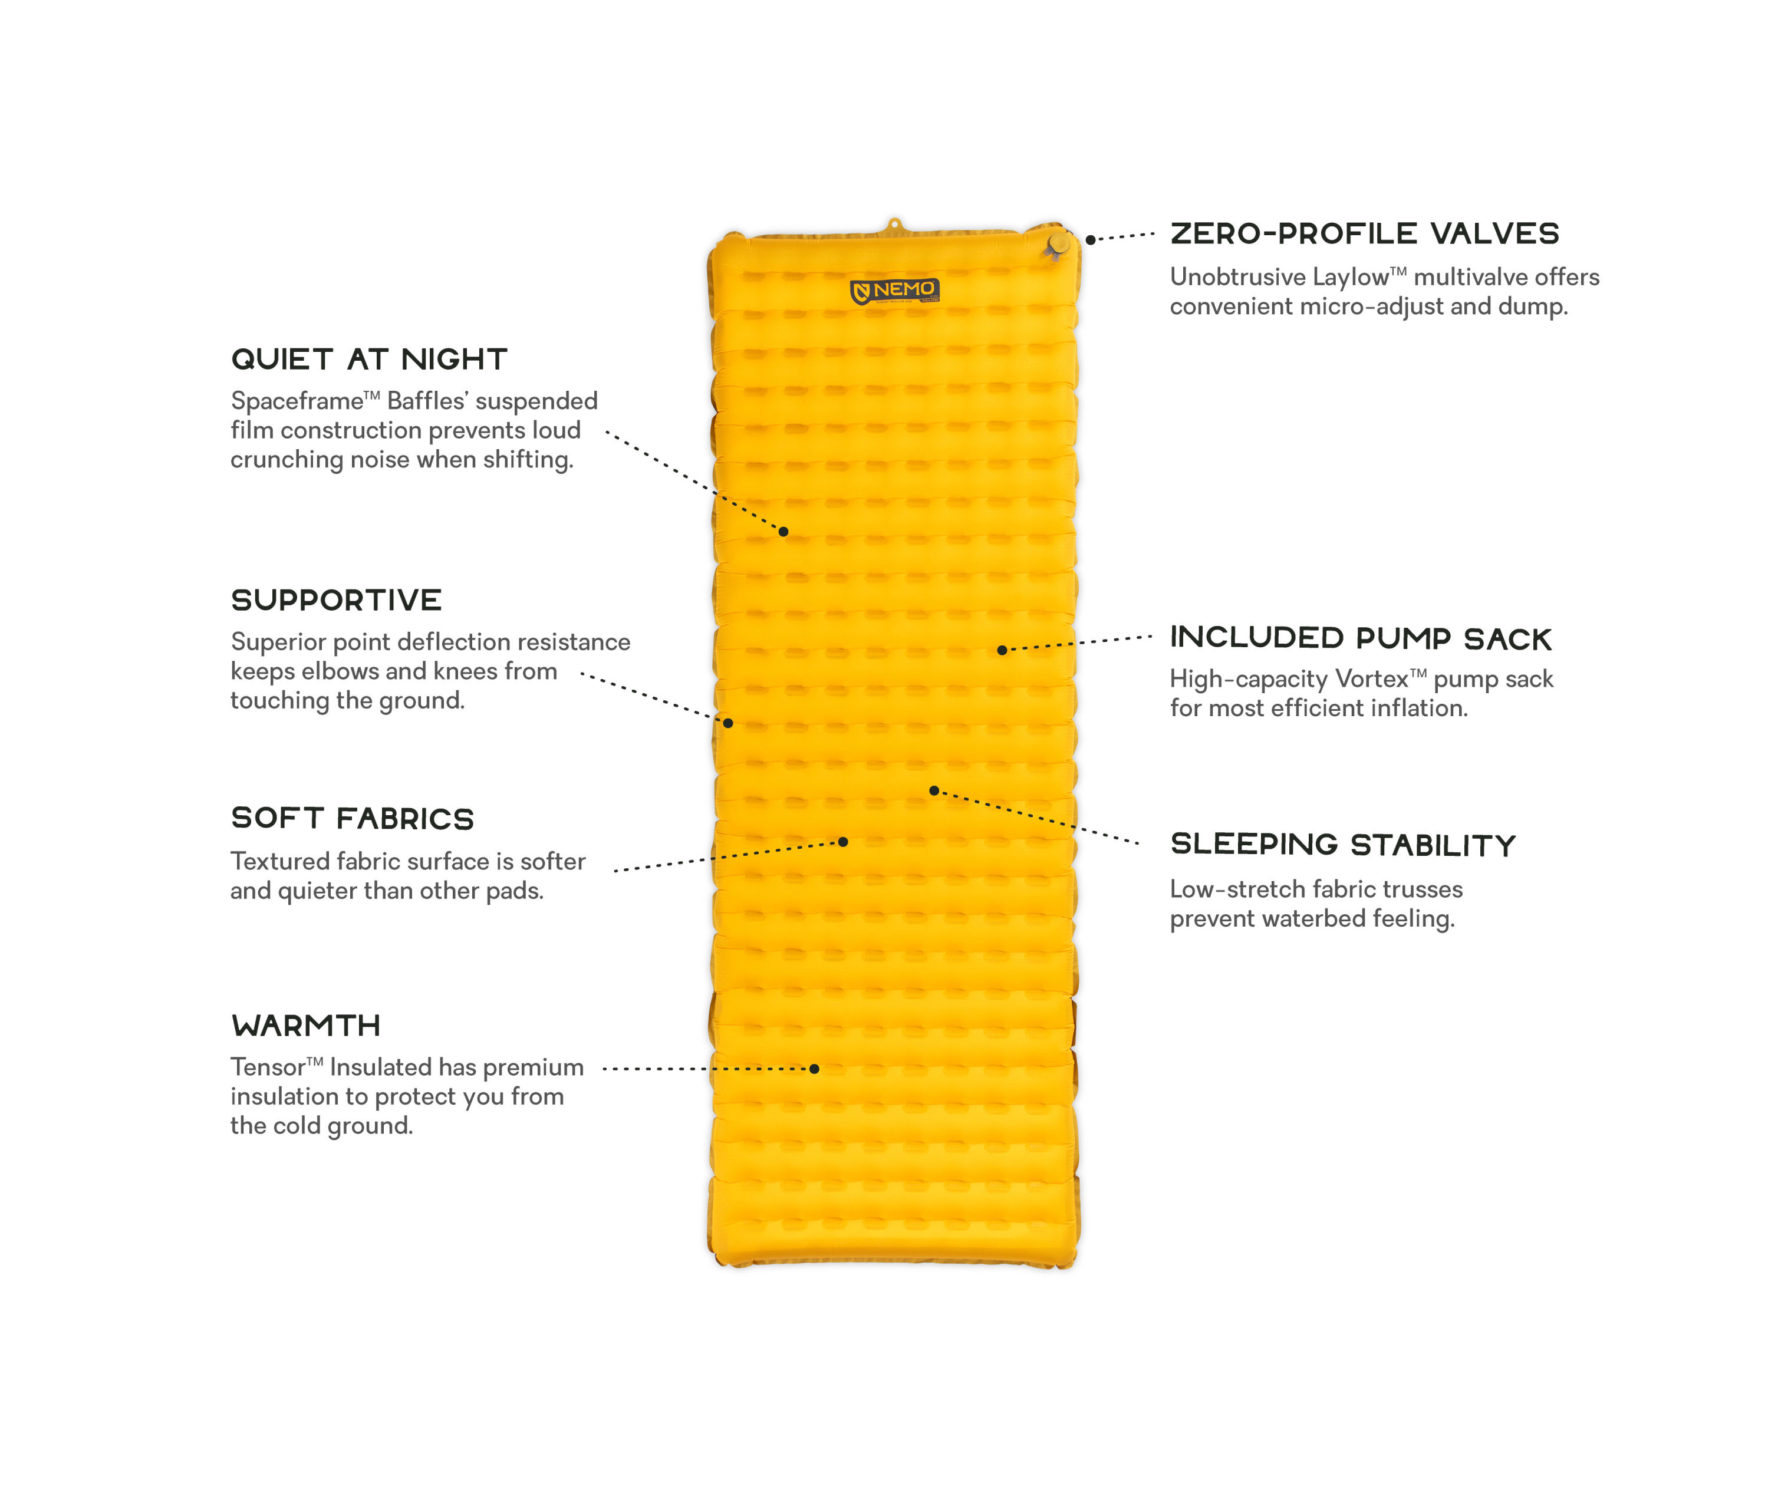 NEMO
ZERO-PROFILE VALVES
Unobtrusive Laylow™ multivalve offers
convenient micro-adjust and dump.
QUIET AT NIGHT
Spaceframe™ Baffles’ suspended
film construction prevents loud
crunching noise when shifting.
SUPPORTIVE
Superior point deflection resistance
keeps elbows and knees from
touching the ground.
INCLUDED PUMP SACK
High-capacity Vortex™ pump sack
for most efficient inflation.
SOFT FABRICS
Textured fabric surface is softer
and quieter than other pads.
SLEEPING STABILITY
Low-stretch fabric trusses
prevent waterbed feeling.
WARMTH
Tensor™ Insulated has premium
insulation to protect you from
the cold ground.